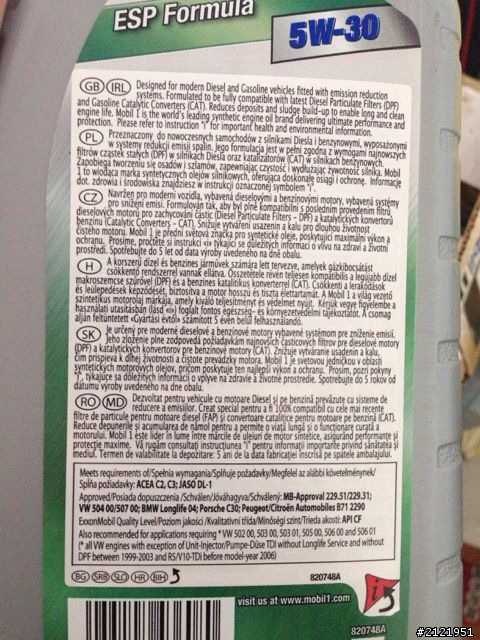 ESP Formula
5W-30
GB IRL Designed for modern Diesel and Gasoline vehicles fitted with emission reduction
systems. Formulated to be fully compatible with latest Diesel Particulate Filters (DPF)
and Gasoline Catalytic Converters (CAT). Reduces deposits and sludge build-up to enable long and clean
engine life. Mobil 1 is the world's leading synthetic engine oil brand delivering ultimate performance and
protection. Please refer to instruction "i" for important health and environmental information.
PL Przeznaczony do nowoczesnych samochodów z silnikami Diesla i benzynowymi, wyposażonymi
w systemy redukcji emisji spalin. Jego formulacja jest w pełni zgodna z wymogami najnowszych
filtrów cząstek stałych (DPF) w silnikach Diesla oraz katalizatorów (CAT) w silnikach benzynowych.
Zapobiega tworzeniu się osadów i szlamów, zapewniając czystość i wydłużając żywotność silnika. Mobil
1 to wiodąca marka syntetycznych olejów silnikowych, oferująca doskonałe osiągi i ochronę. Informacje
dot. zdrowia i środowiska znajdziesz w instrukcji oznaczonej symbolem "i".
CZ Navržen pro moderní vozidla, vybavená dieselovými a benzinovými motory, vybavená systémy
pro snížení emisí. Formulován tak, aby byl plně kompatibilní s posledním provedením filtrů
dieselových motorů pro zachování částic (Diesel Particulate Filters – DPF) a katalytických konvertorů
benzinu (Catalytic Converters – CAT). Snižuje vytváření usazenin a kalu pro dlouhou životnost
čistého motoru. Mobil 1 je přední světová značka pro syntetické oleje, poskytující maximální výkon a
ochranu. Prosíme, pročtěte si instrukci «i» týkající se důležitých informací o vlivu na zdraví a životní
prostředí. Spotřebujte do 5 let od data výroby uvedeného na dně obalu.
H A korszerű dízel és benzines járművek számára lett tervezve, amelyek gázkibocsátást
csökkentő rendszerrel vannak ellátva. Összetétele révén teljesen kompatibilis a legújabb dízel
makroszemcse szűrővel (DPF) és a benzines katalitikus konverterrel (CAT). Csökkenti a lerakódások
és leülepedések képződését, biztosítva a motor hosszú és tiszta élettartamát. A Mobil 1 a világ vezető
szintetikus motorolaj márkája, amely kiváló teljesítményt és védelmet nyújt. Kérjük vegye figyelembe a
használati utasításban (lásd «i») foglalt fontos egészség- és környezetvédelmi tájékoztatót. A csomag
alján feltüntetett «Gyártási évtő» számított 5 éven belül felhasználandó.
SK Je určený pre moderné dieselové a benzínové motory vybavené systémom pre zníženie emisií.
Jeho zloženie plne zodpovedá požiadavkám najnovších časticových filtrov pre dieselové motory
(DPF) a katalytických konvertorov pre benzínové motory (CAT). Znižuje vytváranie usadenín a kalu,
čím prispieva k dlhej životnosti a čistote prevádzky motora. Mobil 1 je svetovou jedničkou v oblasti
syntetických motorových olejov, pričom poskytuje ten najlepší výkon a ochranu. Prosím, pozri pokyny
"i", týkajúce sa dôležitých informácií o vplyve na zdravie a životné prostredie. Spotrebujte do 5 rokov od
dátumu výroby uvedeného na dne obalu.
RO MD Dezvoltat pentru vehicule cu motoare Diesel și pe benzină prevăzute cu sisteme de
reducere a emisiilor. Creat special pentru a fi 100% compatibil cu cele mai recente
filtre de particule pentru motoare diesel (FAP) și convertoare catalitice pentru motoare pe benzină (CAT).
Reduce depunerile și acumularea de nămol pentru a permite o viață lungă și o funcționare curată a
motorului. Mobil 1 este lider în lume între mărcile de uleiuri de motor sintetice, asigurând performanțe și
protecție maxime. Vă rugăm consultați instrucțiunea "i" pentru informații importante privind sănătatea și
mediul. Termen de valabilitate de la depozitare: 5 ani de la data fabricației înscrisă pe spatele ambalajului.
Meets requirements of/Spełnia wymagania/Splňuje požadavky/Megfelel az alábbi követelménynek/
Spĺňa požiadavky: ACEA C2, C3; JASO DL-1
Approved/Posiada dopuszczenia /Schválen/Jóváhagyva/Schválený: MB-Approval 229.51/229.31;
VW 504 00/507 00; BMW Longlife 04; Porsche C30; Peugeot/Citroën Automobiles B71 2290
ExxonMobil Quality Level/Poziom jakości /Kvalitativní třída/Minőségi szint/Trieda akosti: API CF
Also recommended for applications requiring * VW 502 00, 503 00, 503 01, 505 00, 506 00 and 506 01
(* all VW engines with exception of Unit-Injector/Pumpe-Düse TDI without Longlife Service and without
DPF between 1999-2003 and R5/V10-TDi before model-year 2006)
BG SRB SLO HR BIH
820748A
i
visit us at www.mobil1.com
820748A
#2121951